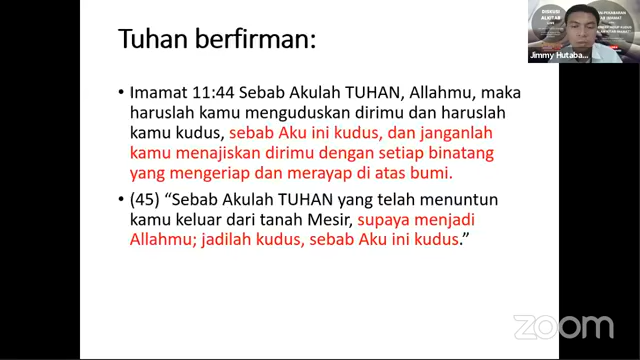 Tuhan berfirman:
• Imamat 11:44 Sebab Akulah TUHAN, Allahmu, maka
haruslah kamu menguduskan dirimu dan haruslah
kamu kudus, sebab Aku ini kudus, dan janganlah
kamu menajiskan dirimu dengan setiap binatang
yang mengeriap dan merayap di atas bumi.
• (45) “Sebab Akulah TUHAN yang telah menuntun
kamu keluar dari tanah Mesir, supaya menjadi
Allahmu; jadilah kudus, sebab Aku ini kudus.”
DISKUSI
ALKITAB
Jimmy Hutaba...
zoom